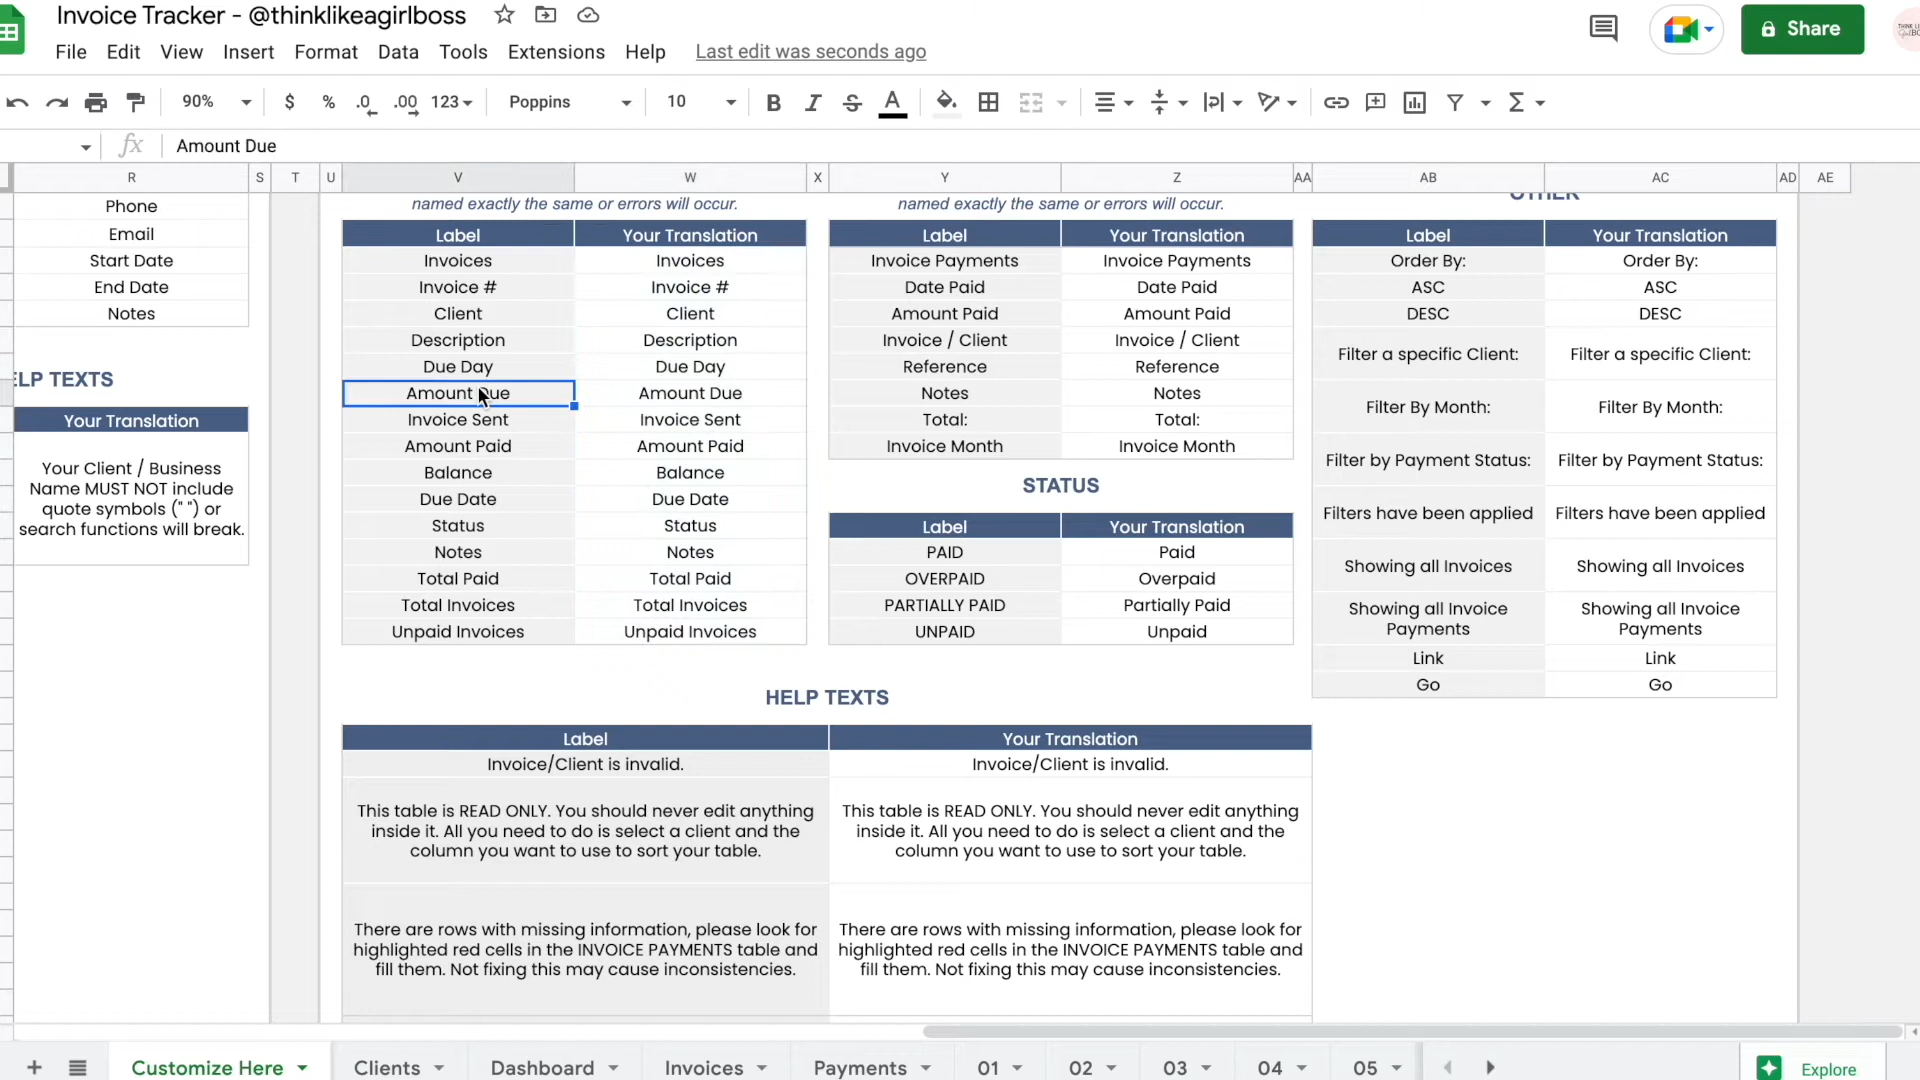 Invoice Tracker - @thinklikeagirlboss
File Edit View Insert Format Data Tools Extensions Help Last edit was seconds ago
Share
90% $ % .0 .00 123 Poppins 10 B I S A Σ
fx Amount Due
R S T U V W X Y Z AA AB AC AD AE
Phone
Email
Start Date
End Date
Notes
ELP TEXTS
Your Translation
Your Client / Business
Name MUST NOT include
quote symbols (" ") or
search functions will break.
named exactly the same or errors will occur.
Label Your Translation
Invoices Invoices
Invoice # Invoice #
Client Client
Description Description
Due Day Due Day
Amount Due Amount Due
Invoice Sent Invoice Sent
Amount Paid Amount Paid
Balance Balance
Due Date Due Date
Status Status
Notes Notes
Total Paid Total Paid
Total Invoices Total Invoices
Unpaid Invoices Unpaid Invoices
named exactly the same or errors will occur.
Label Your Translation
Invoice Payments Invoice Payments
Date Paid Date Paid
Amount Paid Amount Paid
Invoice / Client Invoice / Client
Reference Reference
Notes Notes
Total: Total:
Invoice Month Invoice Month
STATUS
Label Your Translation
PAID Paid
OVERPAID Overpaid
PARTIALLY PAID Partially Paid
UNPAID Unpaid
OTHER
Label Your Translation
Order By: Order By:
ASC ASC
DESC DESC
Filter a specific Client: Filter a specific Client:
Filter By Month: Filter By Month:
Filter by Payment Status: Filter by Payment Status:
Filters have been applied Filters have been applied
Showing all Invoices Showing all Invoices
Showing all Invoice Showing all Invoice
Payments Payments
Link Link
Go Go
HELP TEXTS
Label Your Translation
Invoice/Client is invalid. Invoice/Client is invalid.
This table is READ ONLY. You should never edit anything This table is READ ONLY. You should never edit anything
inside it. All you need to do is select a client and the inside it. All you need to do is select a client and the
column you want to use to sort your table. column you want to use to sort your table.
There are rows with missing information, please look for There are rows with missing information, please look for
highlighted red cells in the INVOICE PAYMENTS table and highlighted red cells in the INVOICE PAYMENTS table and
fill them. Not fixing this may cause inconsistencies. fill them. Not fixing this may cause inconsistencies.
Customize Here Clients Dashboard Invoices Payments 01 02 03 04 05 Explore